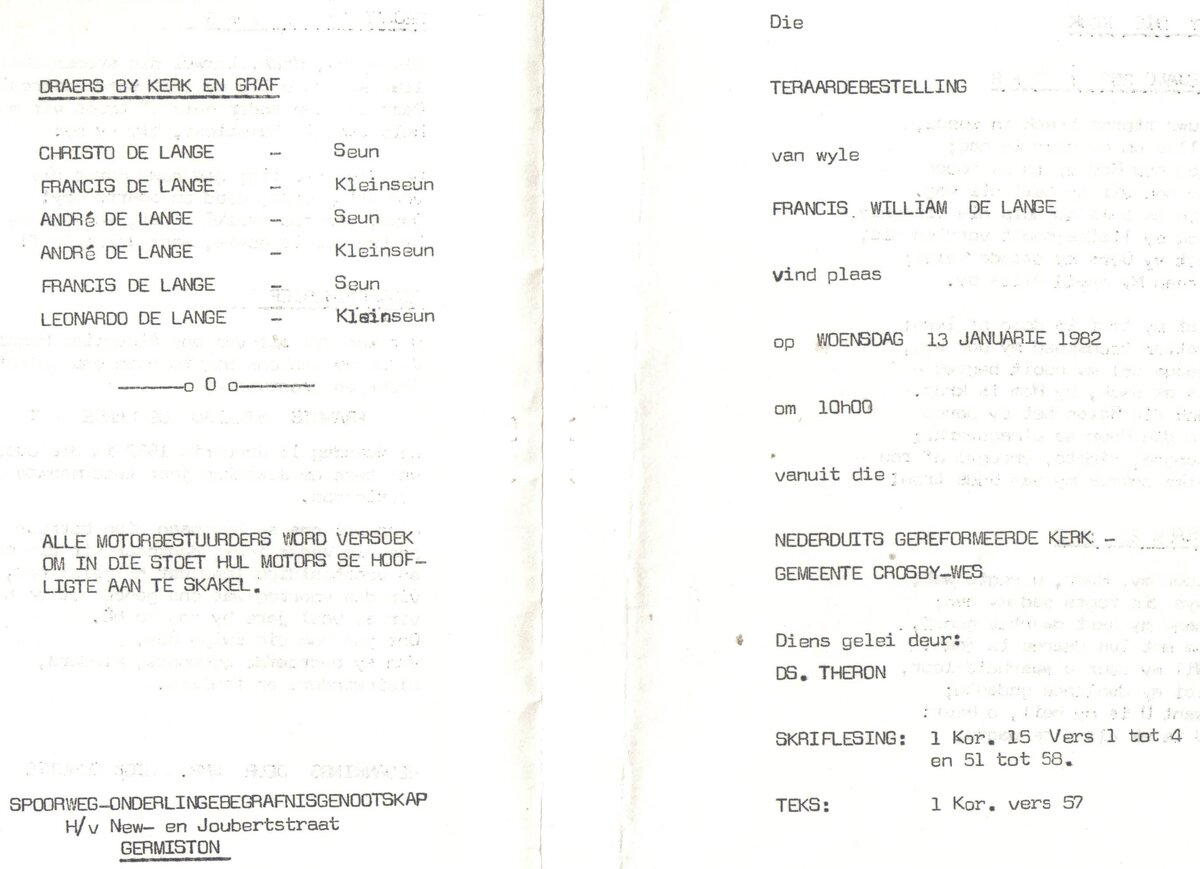 DRAERS BY KERK EN GRAF
CHRISTO DE LANGE - Seun
FRANCIS DE LANGE - Kleinseun
ANDRé DE LANGE - Seun
ANDRé DE LANGE - Kleinseun
FRANCIS DE LANGE - Seun
LEONARDO DE LANGE - Kleinseun
———o O o———
ALLE MOTORBESTUURDERS WORD VERSOEK
OM IN DIE STOET HUL MOTORS SE HOOF-
LIGTE AAN TE SKAKEL.
SPOORWEG-ONDERLINGEBEGRAFNISGENOOTSKAP
H/v New- en Joubertstraat
GERMISTON
Die
TERAARDEBESTELLING
van wyle
FRANCIS WILLIAM DE LANGE
vind plaas
op WOENSDAG 13 JANUARIE 1982
om 10h00
vanuit die
NEDERDUITS GEREFORMEERDE KERK -
GEMEENTE CROSBY-WES
Diens gelei deur:
DS. THERON
SKRIFLESING: 1 Kor. 15 Vers 1 tot 4
en 51 tot 58.
TEKS: 1 Kor. vers 57